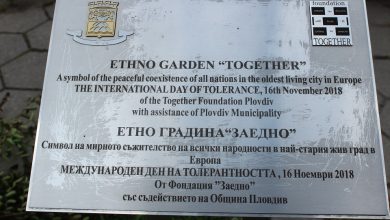 foundation
TOGETHER
ETHNO GARDEN “TOGETHER”
A symbol of the peaceful coexistence of all nations in the oldest living city in Europe
THE INTERNATIONAL DAY OF TOLERANCE, 16th November 2018
of the Together Foundation Plovdiv
with assistance of Plovdiv Municipality
ЕТНО ГРАДИНА"ЗАЕДНО"
Символ на мирното съжителство на всички народности в най-стария жив град в
Европа
МЕЖДУНАРОДЕН ДЕН НА ТОЛЕРАНТНОСТТА , 16 Ноември 2018
От Фондация "Заедно"
със съдействието на Община Пловдив